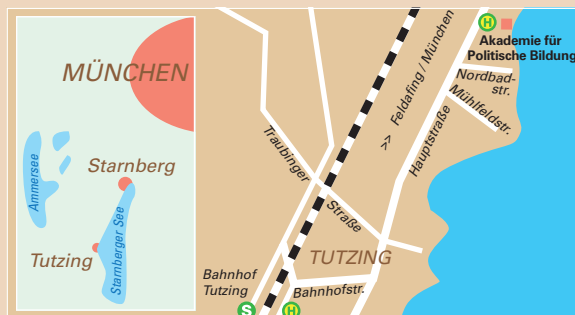 MÜNCHEN
Starnberg
Ammersee
Starnberger See
Tutzing
H
Akademie für
Politische Bildung
Nordbad-
str.
Mühlfeldstr.
Feldafing / München
Hauptstraße
Traubinger
Straße
TUTZING
Bahnhof
Tutzing
Bahnhofstr.
S
H